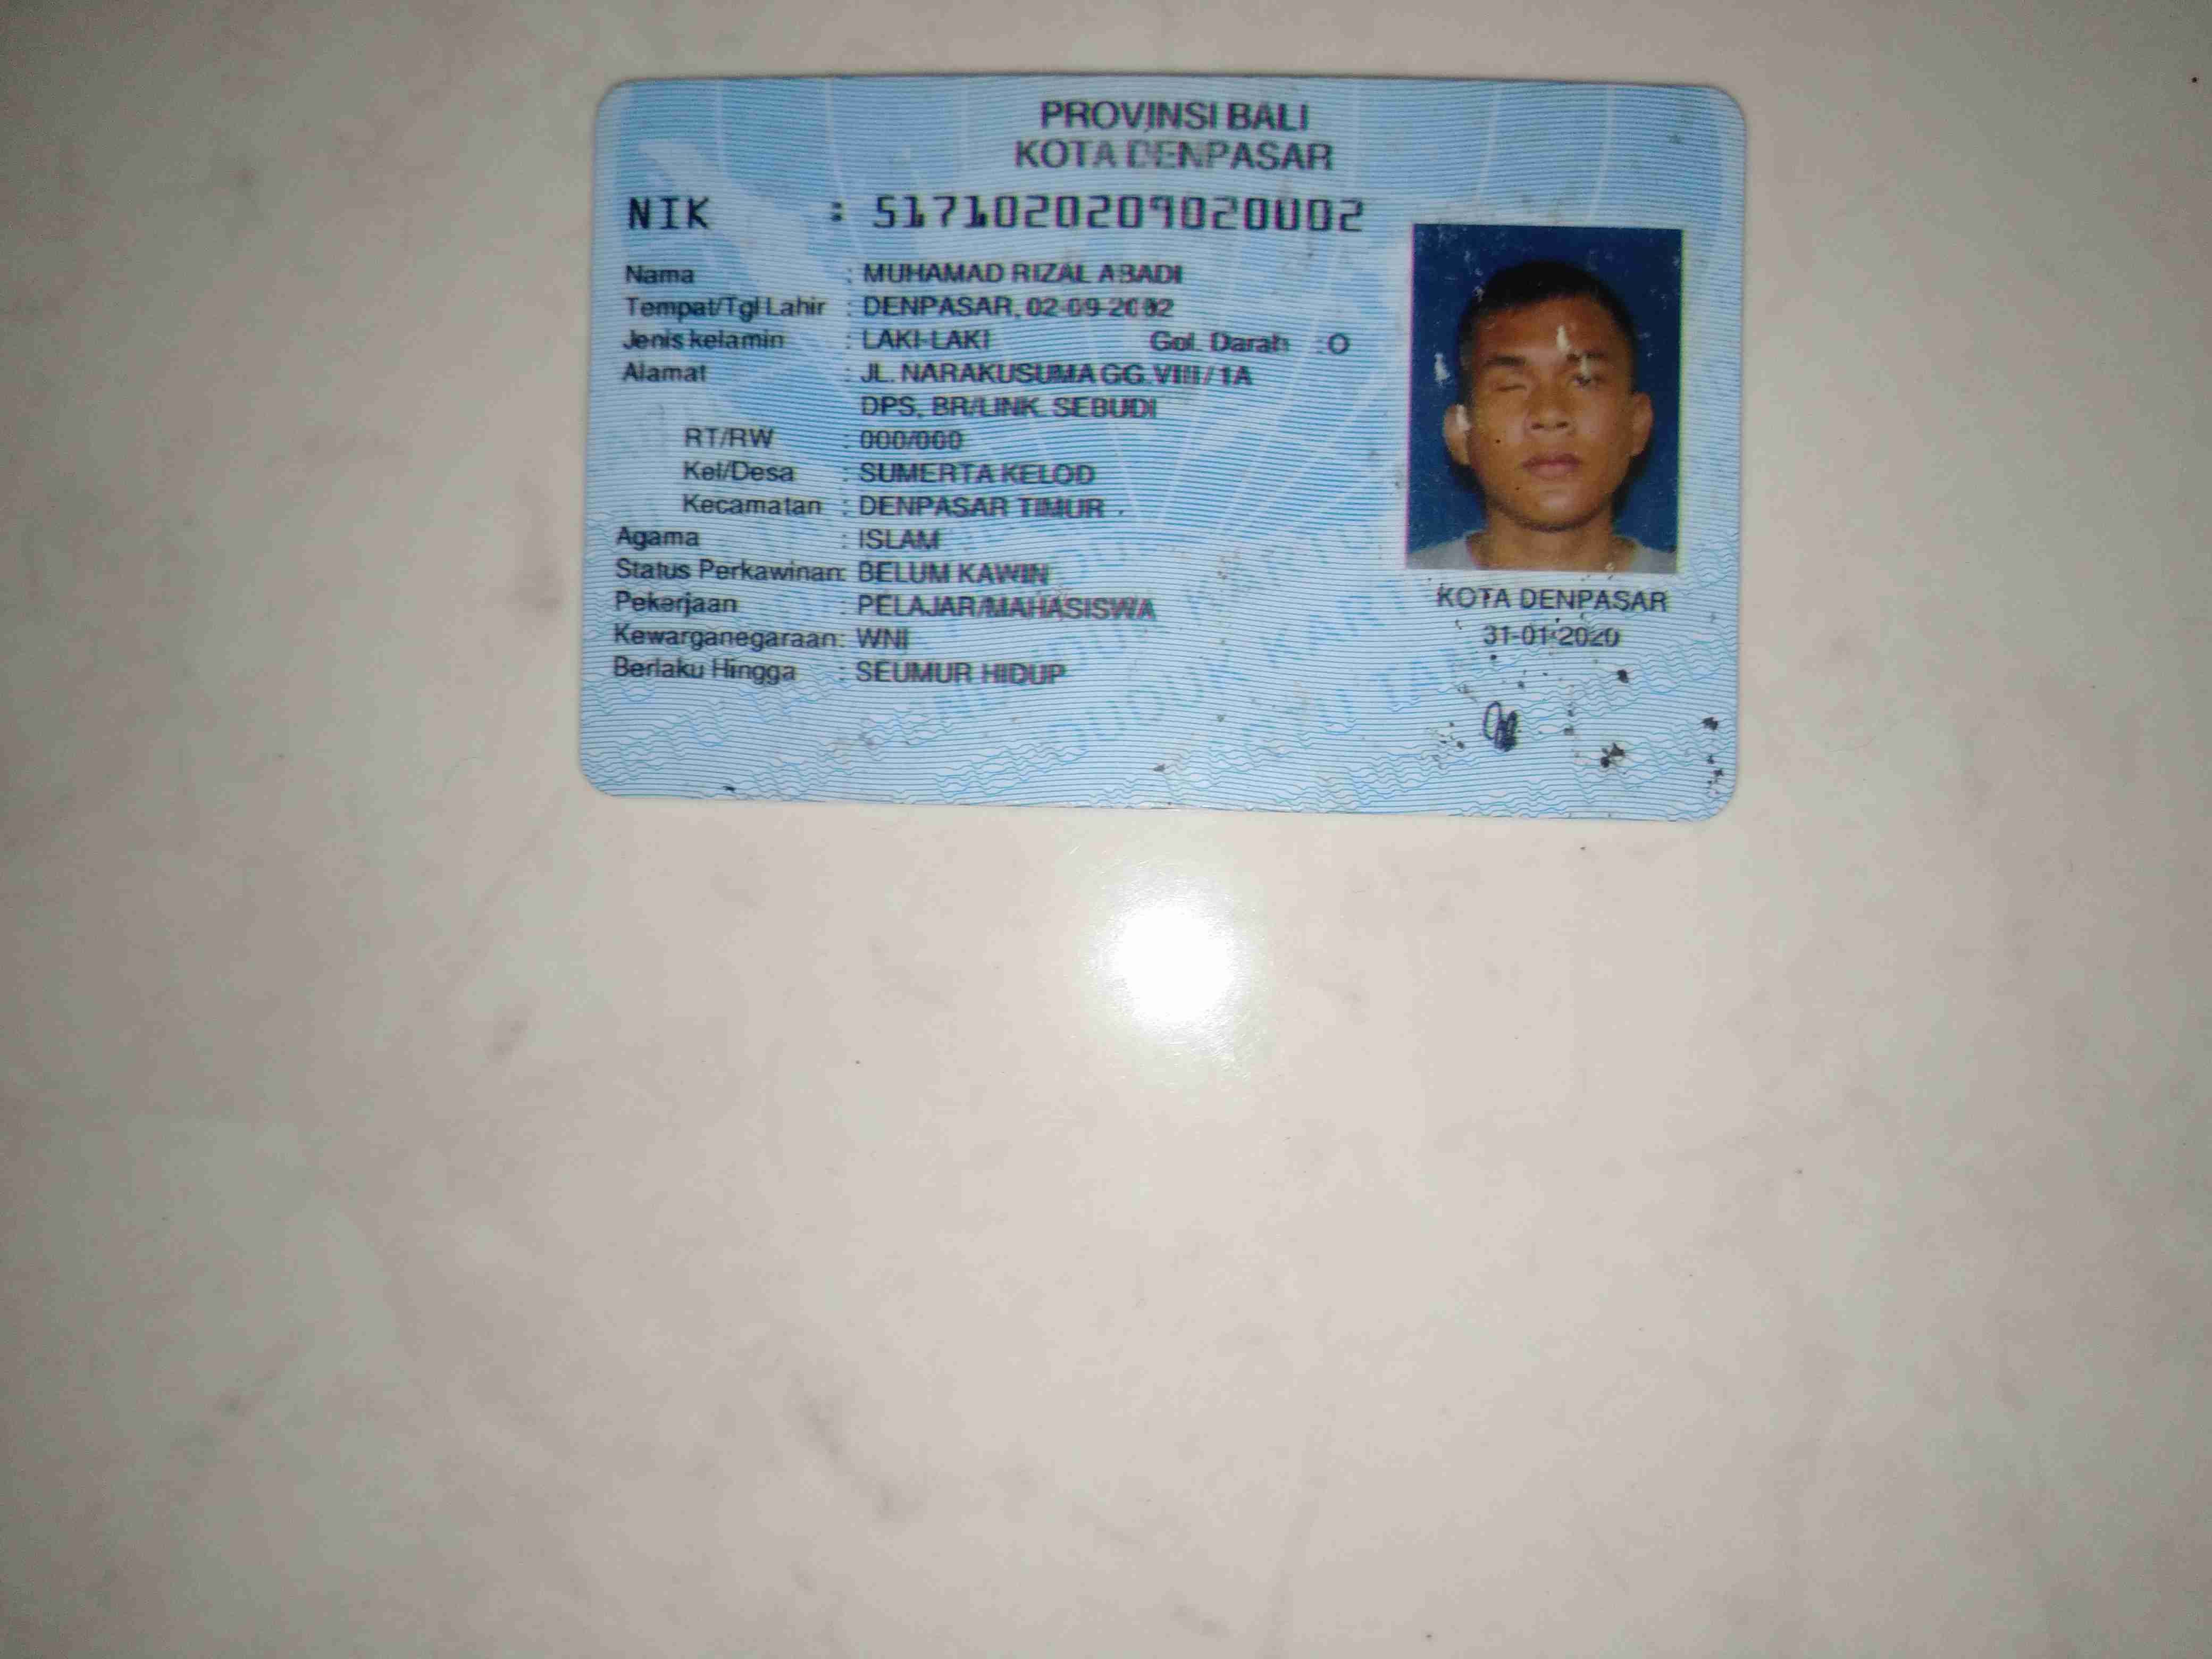 PROVINSI BALI
KOTA DENPASAR
NIK : 5171020209020002
Nama : MUHAMAD RIZAL ABADI
Tempat/Tgl Lahir : DENPASAR, 02-09-2002
Jenis kelamin : LAKI-LAKI Gol. Darah : O
Alamat : JL. NARAKUSUMA GG.VIII/1A
DPS, BR/LINK. SEBUDI
RT/RW : 000/000
Kel/Desa : SUMERTA KELOD
Kecamatan : DENPASAR TIMUR
Agama : ISLAM
Status Perkawinan: BELUM KAWIN
Pekerjaan : PELAJAR/MAHASISWA
Kewarganegaraan: WNI
Berlaku Hingga : SEUMUR HIDUP
KOTA DENPASAR
31-01-2020